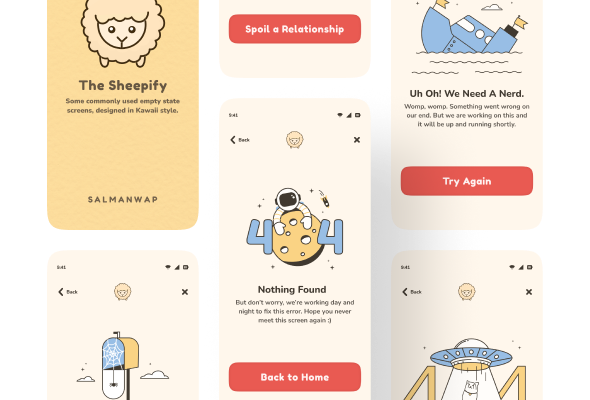 The Sheepify
Some commonly used empty state
screens, designed in Kawaii style.
SALMANWAP
9:41
Back
Spoil a Relationship
9:41
Back
4 4
Nothing Found
But don't worry, we're working day and
night to fix this error. Hope you never
meet this screen again :)
Back to Home
Uh Oh! We Need A Nerd.
Womp, womp. Something went wrong on
our end. But we are working on this and
it will be up and running shortly.
Try Again
9:41
Back
4 4